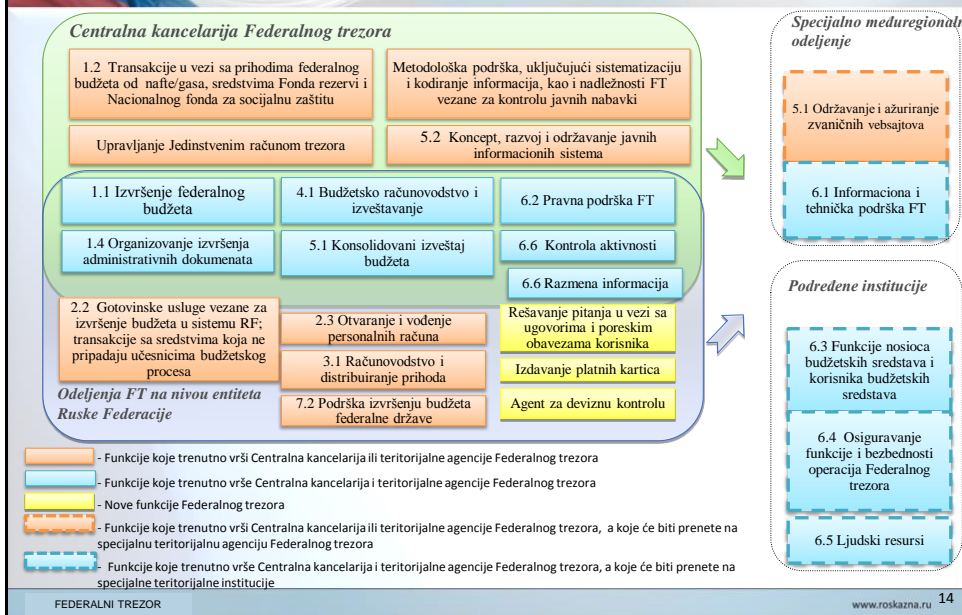 Centralna kancelarija Federalnog trezora
1.2 Transakcije u vezi sa prihodima federalnog
budžeta od nafte/gasa, sredstvima Fonda rezervi i
Nacionalnog fonda za socijalnu zaštitu
Metodološka podrška, uključujući sistematizaciju
i kodiranje informacija, kao i nadležnosti FT
vezane za kontrolu javnih nabavki
Upravljanje Jedinstvenim računom trezora
5.2 Koncept, razvoj i održavanje javnih
informacionih sistema
1.1 Izvršenje federalnog
budžeta
4.1 Budžetsko računovodstvo i
izveštavanje
6.2 Pravna podrška FT
1.4 Organizovanje izvršenja
administrativnih dokumenata
5.1 Konsolidovani izveštaj
budžeta
6.6 Kontrola aktivnosti
6.6 Razmena informacija
2.2 Gotovinske usluge vezane za
izvršenje budžeta u sistemu RF;
transakcije sa sredstvima koja ne
pripadaju učesnicima budžetskog
procesa
2.3 Otvaranje i vođenje
personalnih računa
3.1 Računovodstvo i
distribuiranje prihoda
7.2 Podrška izvršenju budžeta
federalne države
Rešavanje pitanja u vezi sa
ugovorima i poreskim
obavezama korisnika
Izdavanje platnih kartica
Agent za deviznu kontrolu
Odeljenja FT na nivou entiteta
Ruske Federacije
Specijalno međuregionaln
odeljenje
5.1 Održavanje i ažuriranje
zvaničnih vebsajtova
6.1 Informaciona i
tehnička podrška FT
Podređene institucije
6.3 Funkcije nosioca
budžetskih sredstava i
korisnika budžetskih
sredstava
6.4 Osiguravanje
funkcije i bezbednosti
operacija Federalnog
trezora
6.5 Ljudski resursi
- Funkcije koje trenutno vrši Centralna kancelarija ili teritorijalne agencije Federalnog trezora
- Funkcije koje trenutno vrše Centralna kancelarija i teritorijalne agencije Federalnog trezora
- Nove funkcije Federalnog trezora
- Funkcije koje trenutno vrši Centralna kancelarija ili teritorijalne agencije Federalnog trezora, a koje će biti prenete na
specijalnu teritorijalnu agenciju Federalnog trezora
- Funkcije koje trenutno vrše Centralna kancelarija i teritorijalne agencije Federalnog trezora, a koje će biti prenete na
specijalne teritorijalne institucije
FEDERALNI TREZOR
www.roskazna.ru 14